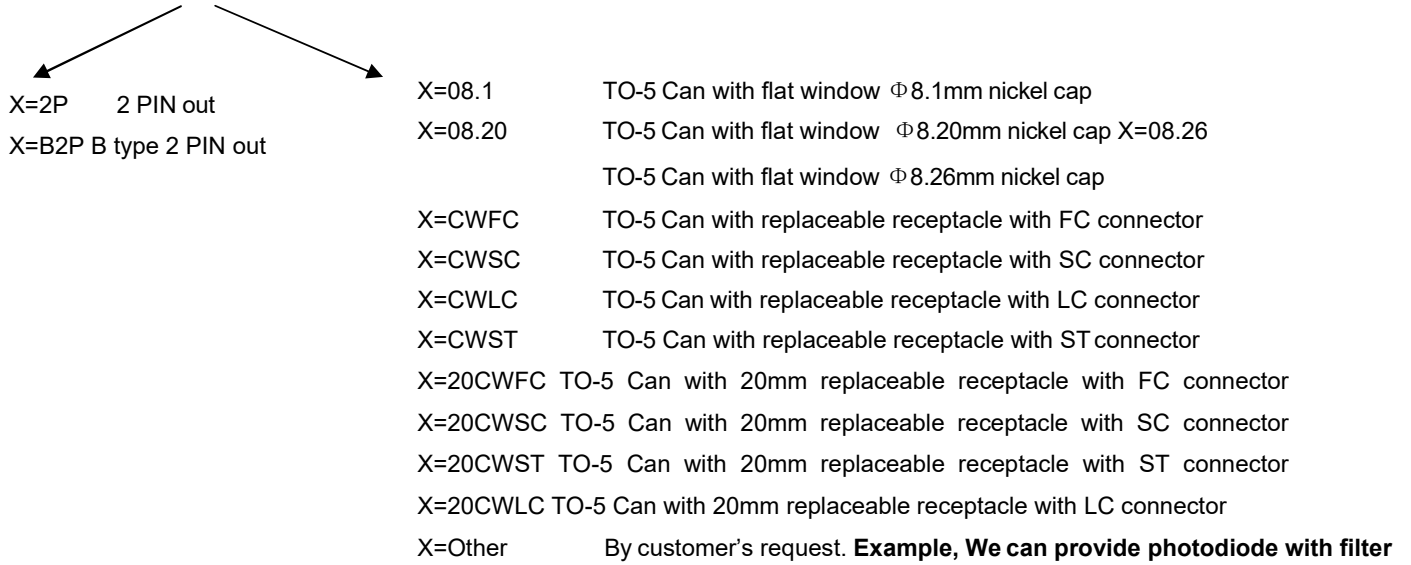 X=2P 2 PIN out
X=B2P B type 2 PIN out
X=08.1 TO-5 Can with flat window Φ8.1mm nickel cap
X=08.20 TO-5 Can with flat window Φ8.20mm nickel cap X=08.26
TO-5 Can with flat window Φ8.26mm nickel cap
X=CWFC TO-5 Can with replaceable receptacle with FC connector
X=CWSC TO-5 Can with replaceable receptacle with SC connector
X=CWLC TO-5 Can with replaceable receptacle with LC connector
X=CWST TO-5 Can with replaceable receptacle with ST connector
X=20CWFC TO-5 Can with 20mm replaceable receptacle with FC connector
X=20CWSC TO-5 Can with 20mm replaceable receptacle with SC connector
X=20CWST TO-5 Can with 20mm replaceable receptacle with ST connector
X=20CWLC TO-5 Can with 20mm replaceable receptacle with LC connector
X=Other By customer’s request. Example, We can provide photodiode with filter